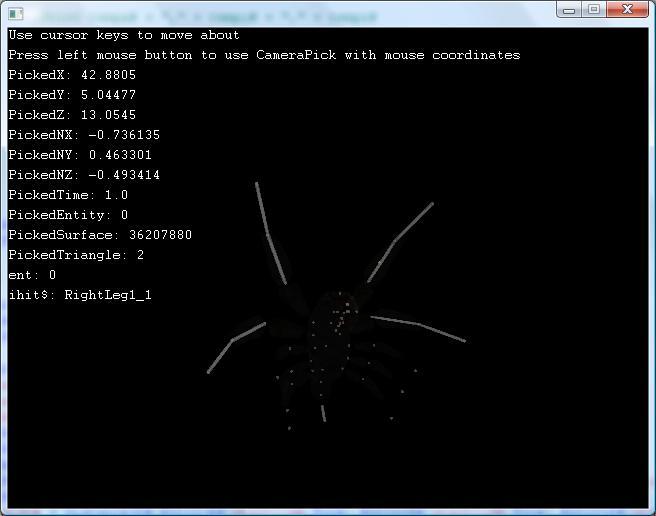 Use cursor keys to move about
Press left mouse button to use CameraPick with mouse coordinates
PickedX: 42.8805
PickedY: 5.04477
PickedZ: 13.0545
PickedNX: -0.736135
PickedNY: 0.463301
PickedNZ: -0.493414
PickedTime: 1.0
PickedEntity: 0
PickedSurface: 36207880
PickedTriangle: 2
ent: 0
ihit$: RightLeg1_1